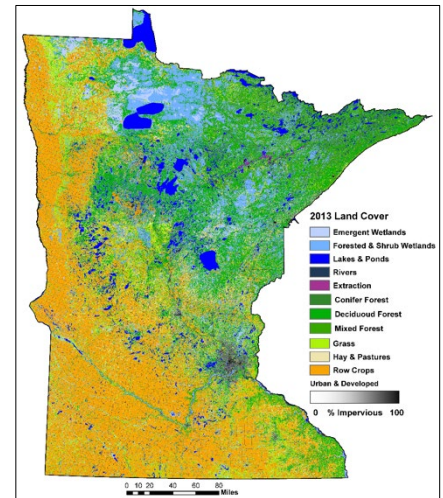 2013 Land Cover
Emergent Wetlands
Forested & Shrub Wetlands
Lakes & Ponds
Rivers
Extraction
Conifer Forest
Deciduoud Forest
Mixed Forest
Grass
Hay & Pastures
Row Crops
Urban & Developed
0 % Impervious 100
0 10 20 40 60 80
Miles